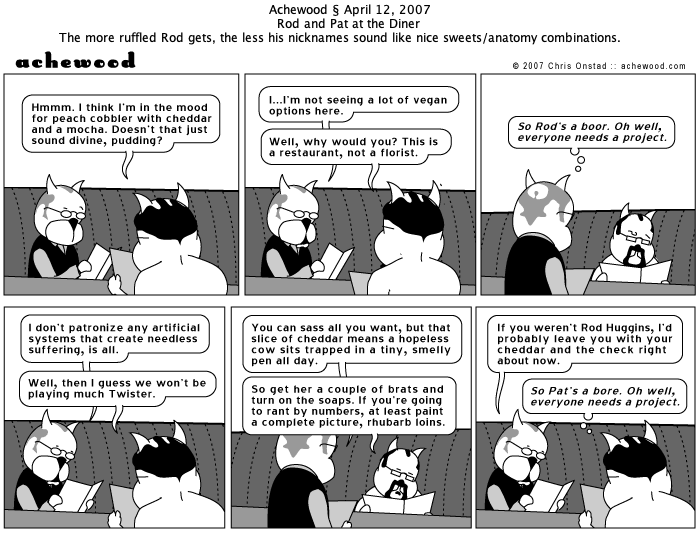 Achewood § April 12, 2007
Rod and Pat at the Diner
The more ruffled Rod gets, the less his nicknames sound like nice sweets/anatomy combinations.
achewood
© 2007 Chris Onstad :: achewood.com
Hmmm. I think I'm in the mood
for peach cobbler with cheddar
and a mocha. Doesn't that just
sound divine, pudding?
I...I'm not seeing a lot of vegan
options here.
Well, why would you? This is
a restaurant, not a florist.
So Rod's a boor. Oh well,
everyone needs a project.
I don't patronize any artificial
systems that create needless
suffering, is all.
Well, then I guess we won't be
playing much Twister.
You can sass all you want, but that
slice of cheddar means a hopeless
cow sits trapped in a tiny, smelly
pen all day.
So get her a couple of brats and
turn on the soaps. If you're going
to rant by numbers, at least paint
a complete picture, rhubarb loins.
If you weren't Rod Huggins, I'd
probably leave you with your
cheddar and the check right
about now.
So Pat's a bore. Oh well,
everyone needs a project.